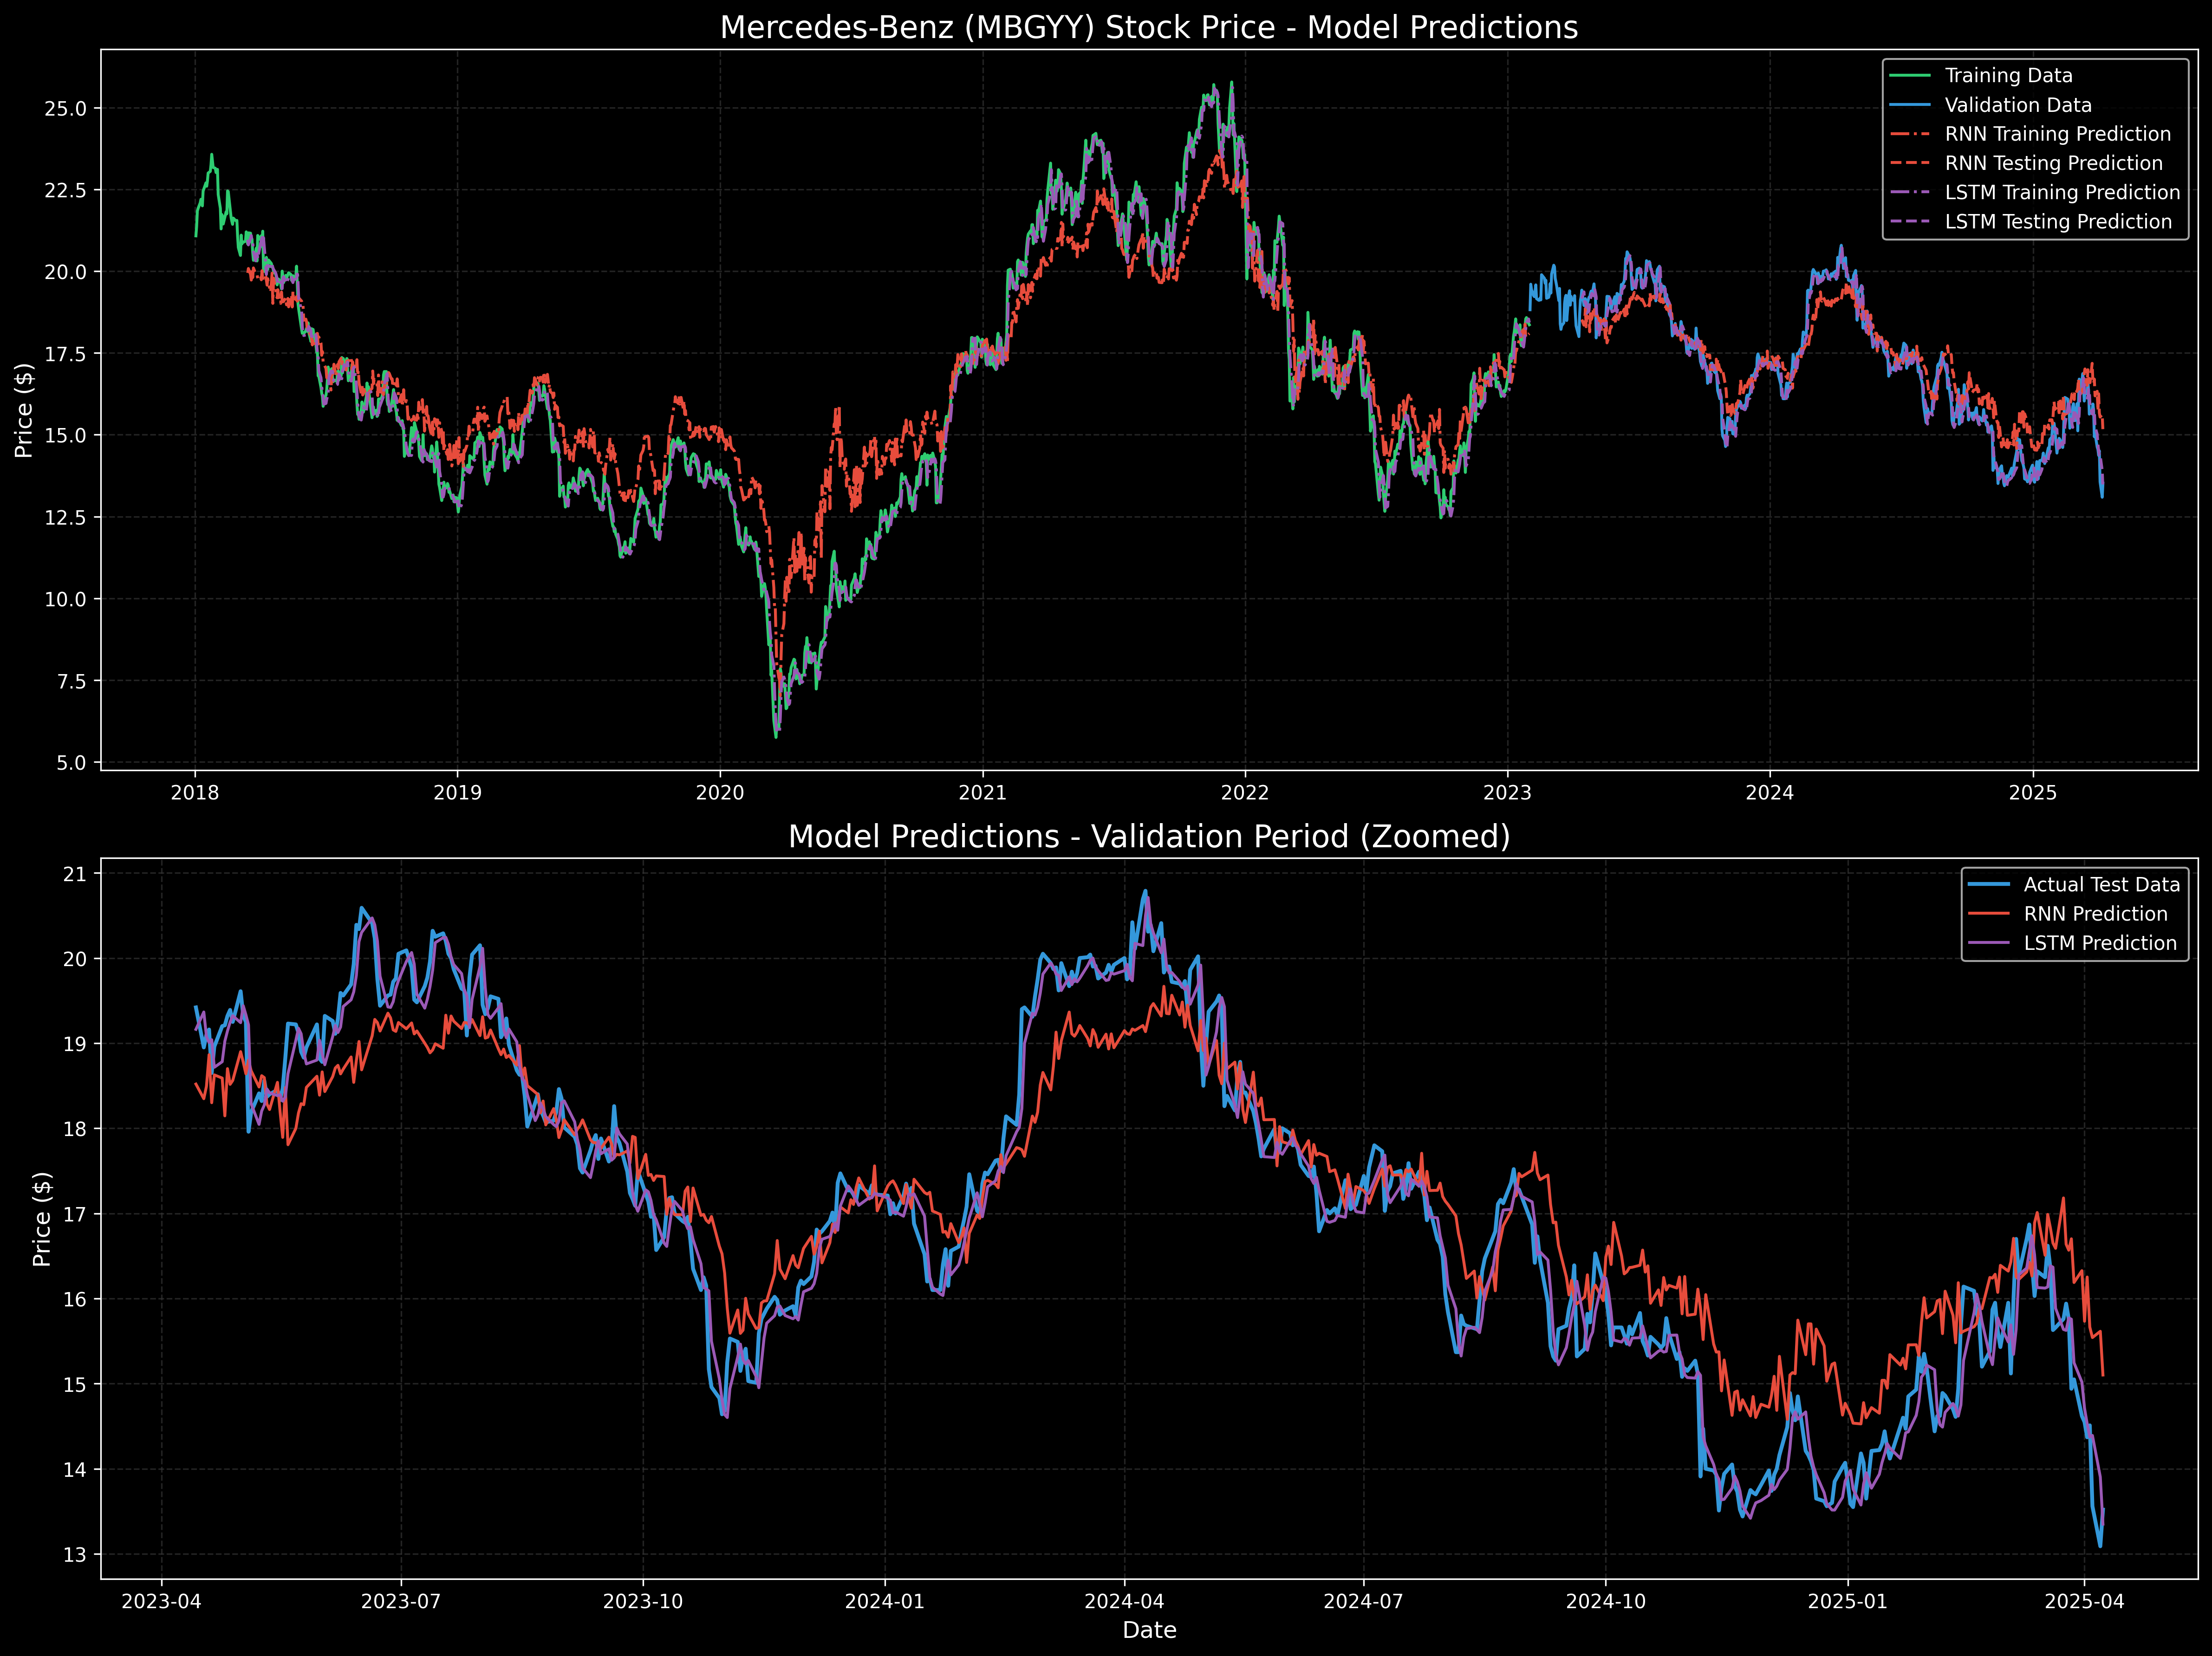 Mercedes-Benz (MBGYY) Stock Price - Model Predictions
Price ($)
25.0
22.5
20.0
17.5
15.0
12.5
10.0
7.5
5.0
Training Data
Validation Data
RNN Training Prediction
RNN Testing Prediction
LSTM Training Prediction
LSTM Testing Prediction
2018 2019 2020 2021 2022 2023 2024 2025
Model Predictions - Validation Period (Zoomed)
Price ($)
21
20
19
18
17
16
15
14
13
Actual Test Data
RNN Prediction
LSTM Prediction
2023-04 2023-07 2023-10 2024-01 2024-04 2024-07 2024-10 2025-01 2025-04
Date